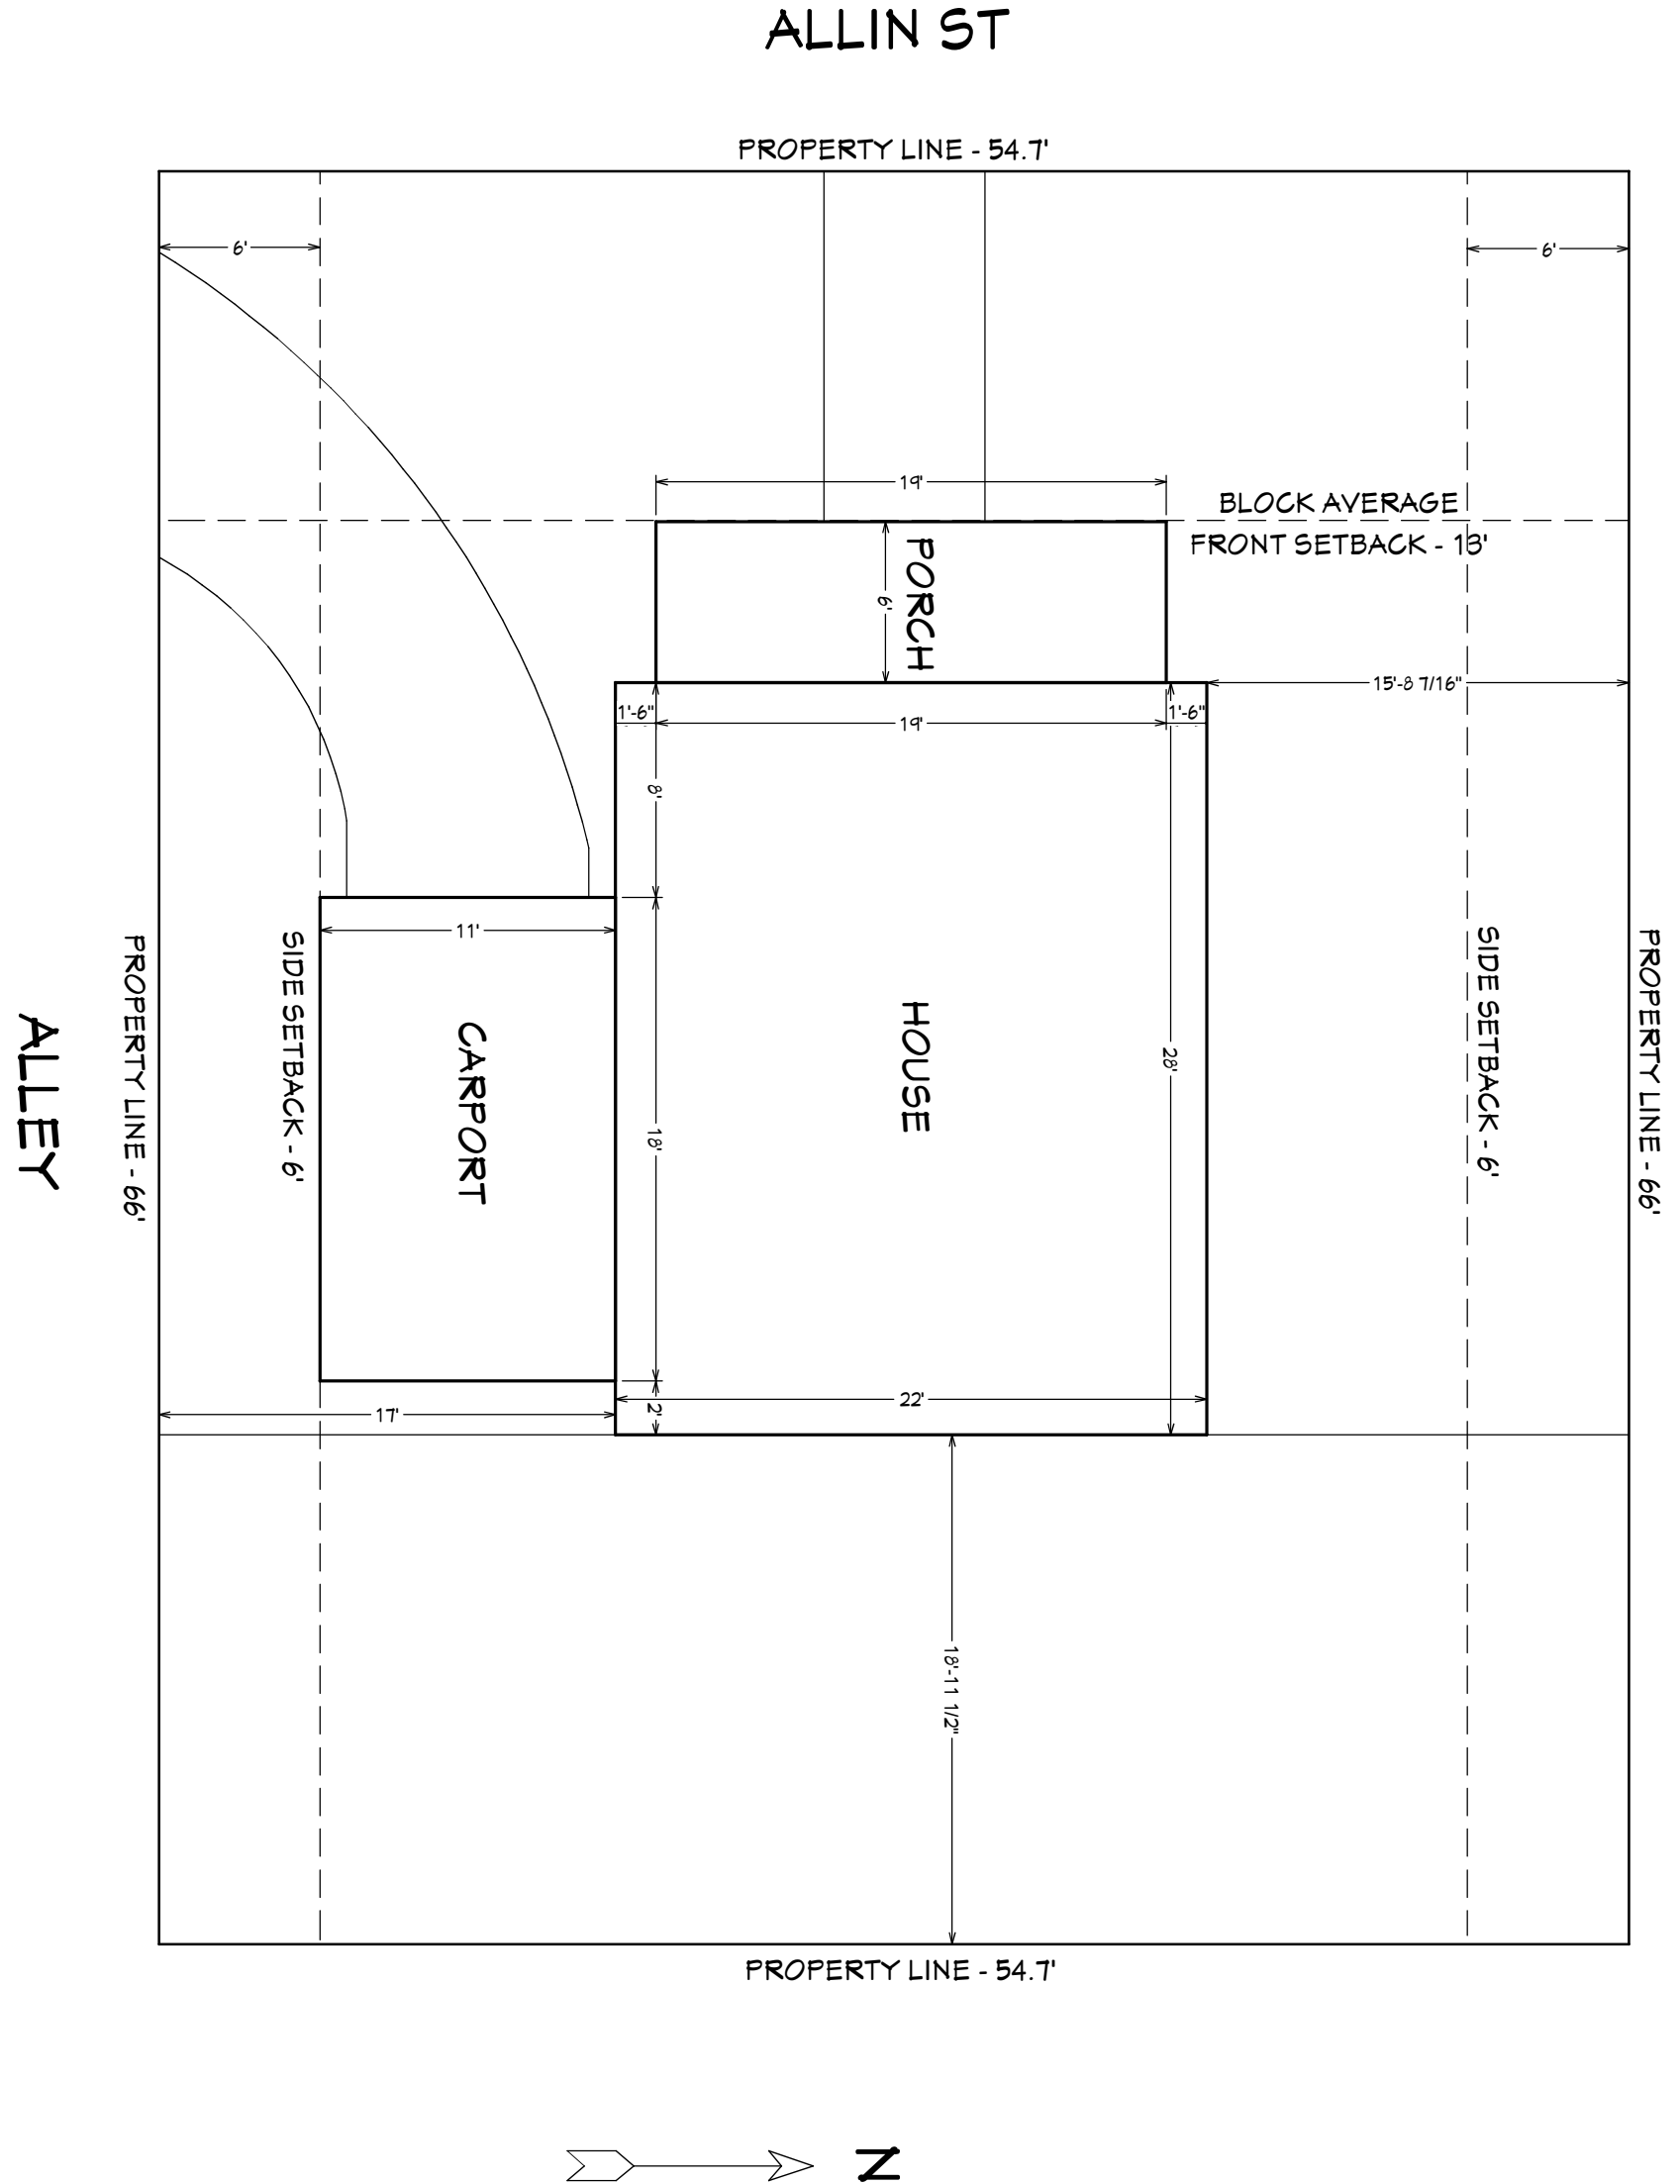 ALLIN ST
PROPERTY LINE - 54.7'
6'
6'
19'
BLOCK AVERAGE
FRONT SETBACK - 13'
PORCH
6'
15'-8 7/16"
1'-6"
19'
1'-6"
8'
11'
CARPORT
18'
HOUSE
28'
ALLEY
PROPERTY LINE - 66'
SIDE SETBACK - 6'
SIDE SETBACK - 6'
PROPERTY LINE - 66'
22'
17'
2'
18'-11 1/2"
PROPERTY LINE - 54.7'
N